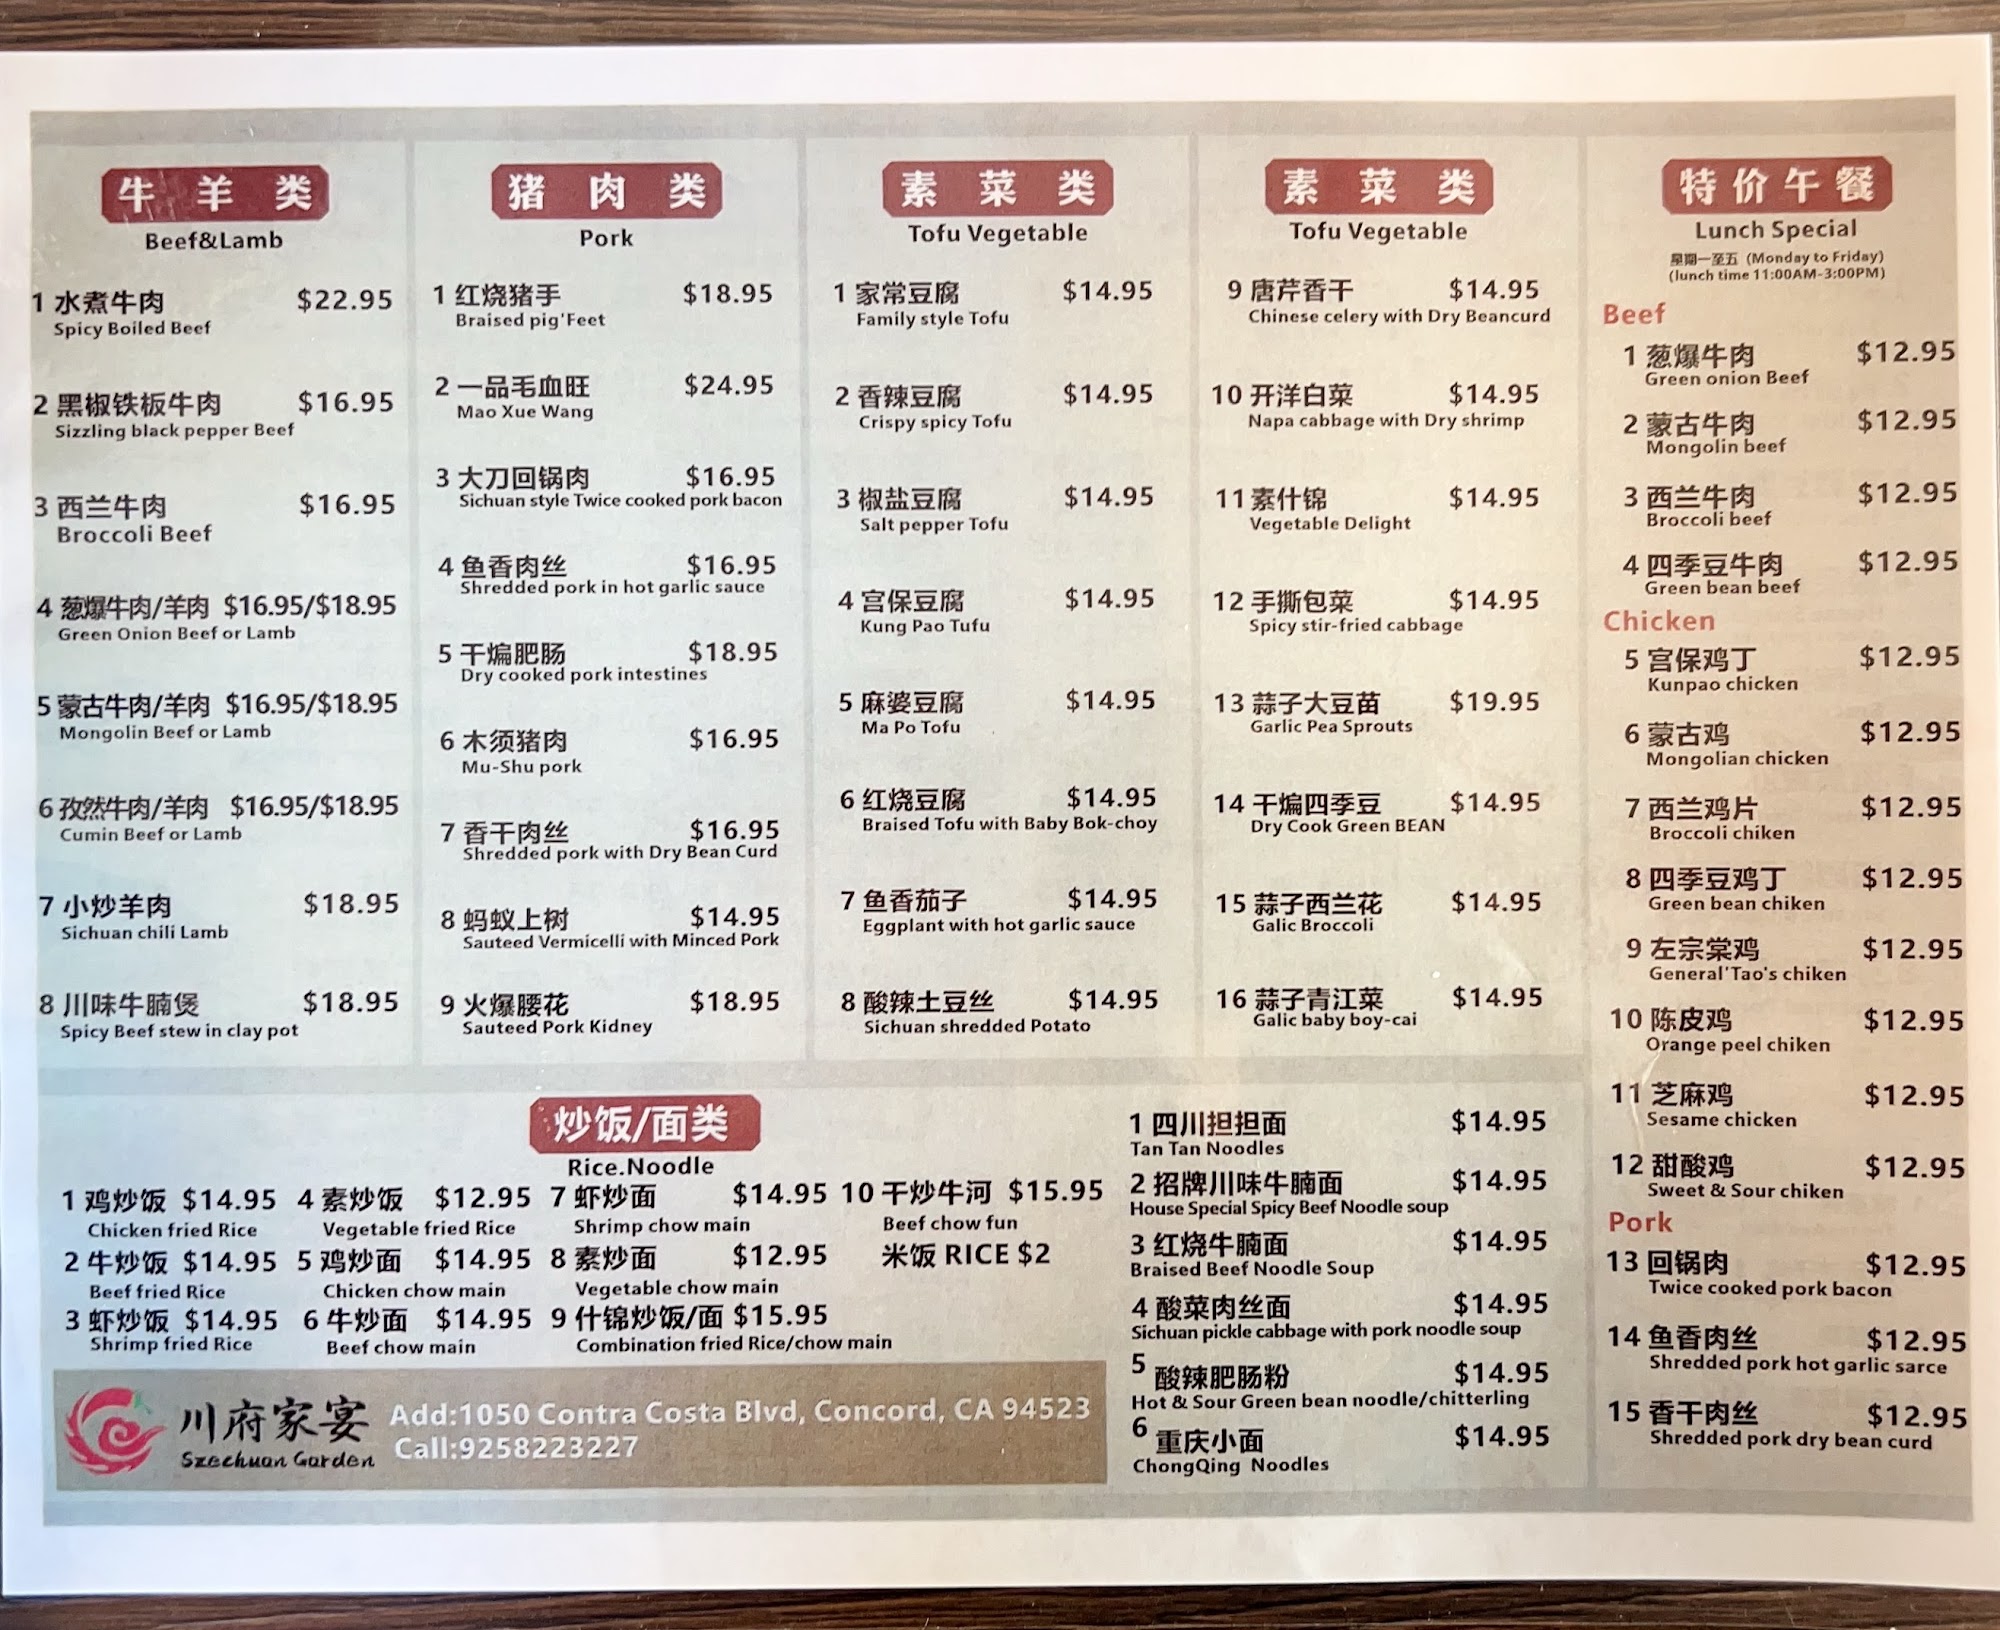 牛羊类
Beef&Lamb
1 水煮牛肉 $22.95
Spicy Boiled Beef
2 黑椒铁板牛肉 $16.95
Sizzling black pepper Beef
3 西兰牛肉 $16.95
Broccoli Beef
4 葱爆牛肉/羊肉 $16.95/$18.95
Green Onion Beef or Lamb
5 蒙古牛肉/羊肉 $16.95/$18.95
Mongolin Beef or Lamb
6 孜然牛肉/羊肉 $16.95/$18.95
Cumin Beef or Lamb
7 小炒羊肉 $18.95
Sichuan chili Lamb
8 川味牛腩煲 $18.95
Spicy Beef stew in clay pot
猪肉类
Pork
1 红烧猪手 $18.95
Braised pig'Feet
2 一品毛血旺 $24.95
Mao Xue Wang
3 大刀回锅肉 $16.95
Sichuan style Twice cooked pork bacon
4 鱼香肉丝 $16.95
Shredded pork in hot garlic sauce
5 干煸肥肠 $18.95
Dry cooked pork intestines
6 木须猪肉 $16.95
Mu-Shu pork
7 香干肉丝 $16.95
Shredded pork with Dry Bean Curd
8 蚂蚁上树 $14.95
Sauteed Vermicelli with Minced Pork
9 火爆腰花 $18.95
Sauteed Pork Kidney
素菜类
Tofu Vegetable
1 家常豆腐 $14.95
Family style Tofu
2 香辣豆腐 $14.95
Crispy spicy Tofu
3 椒盐豆腐 $14.95
Salt pepper Tofu
4 宫保豆腐 $14.95
Kung Pao Tufu
5 麻婆豆腐 $14.95
Ma Po Tofu
6 红烧豆腐 $14.95
Braised Tofu with Baby Bok-choy
7 鱼香茄子 $14.95
Eggplant with hot garlic sauce
8 酸辣土豆丝 $14.95
Sichuan shredded Potato
素菜类
Tofu Vegetable
9 唐芹香干 $14.95
Chinese celery with Dry Beancurd
10 开洋白菜 $14.95
Napa cabbage with Dry shrimp
11 素什锦 $14.95
Vegetable Delight
12 手撕包菜 $14.95
Spicy stir-fried cabbage
13 蒜子大豆苗 $19.95
Garlic Pea Sprouts
14 干煸四季豆 $14.95
Dry Cook Green BEAN
15 蒜子西兰花 $14.95
Galic Broccoli
16 蒜子青江菜 $14.95
Galic baby boy-cai
特价午餐
Lunch Special
星期一至五 (Monday to Friday)
(lunch time 11:00AM-3:00PM)
Beef
1 葱爆牛肉 $12.95
Green onion Beef
2 蒙古牛肉 $12.95
Mongolin beef
3 西兰牛肉 $12.95
Broccoli beef
4 四季豆牛肉 $12.95
Green bean beef
Chicken
5 宫保鸡丁 $12.95
Kunpao chicken
6 蒙古鸡 $12.95
Mongolian chicken
7 西兰鸡片 $12.95
Broccoli chiken
8 四季豆鸡丁 $12.95
Green bean chiken
9 左宗棠鸡 $12.95
General'Tao's chiken
10 陈皮鸡 $12.95
Orange peel chiken
11 芝麻鸡 $12.95
Sesame chicken
12 甜酸鸡 $12.95
Sweet & Sour chiken
Pork
13 回锅肉 $12.95
Twice cooked pork bacon
14 鱼香肉丝 $12.95
Shredded pork hot garlic sarce
15 香干肉丝 $12.95
Shredded pork dry bean curd
炒饭/面类
Rice.Noodle
1 鸡炒饭 $14.95 4 素炒饭 $12.95 7 虾炒面 $14.95 10 干炒牛河 $15.95
Chicken fried Rice Vegetable fried Rice Shrimp chow main Beef chow fun
2 牛炒饭 $14.95 5 鸡炒面 $14.95 8 素炒面 $12.95 米饭 RICE $2
Beef fried Rice Chicken chow main Vegetable chow main
3 虾炒饭 $14.95 6 牛炒面 $14.95 9 什锦炒饭/面 $15.95
Shrimp fried Rice Beef chow main Combination fried Rice/chow main
1 四川担担面 $14.95
Tan Tan Noodles
2 招牌川味牛腩面 $14.95
House Special Spicy Beef Noodle soup
3 红烧牛腩面 $14.95
Braised Beef Noodle Soup
4 酸菜肉丝面 $14.95
Sichuan pickle cabbage with pork noodle soup
5 酸辣肥肠粉 $14.95
Hot & Sour Green bean noodle/chitterling
6 重庆小面 $14.95
ChongQing Noodles
川府家宴
Szechuan Garden
Add:1050 Contra Costa Blvd, Concord, CA 94523
Call:9258223227